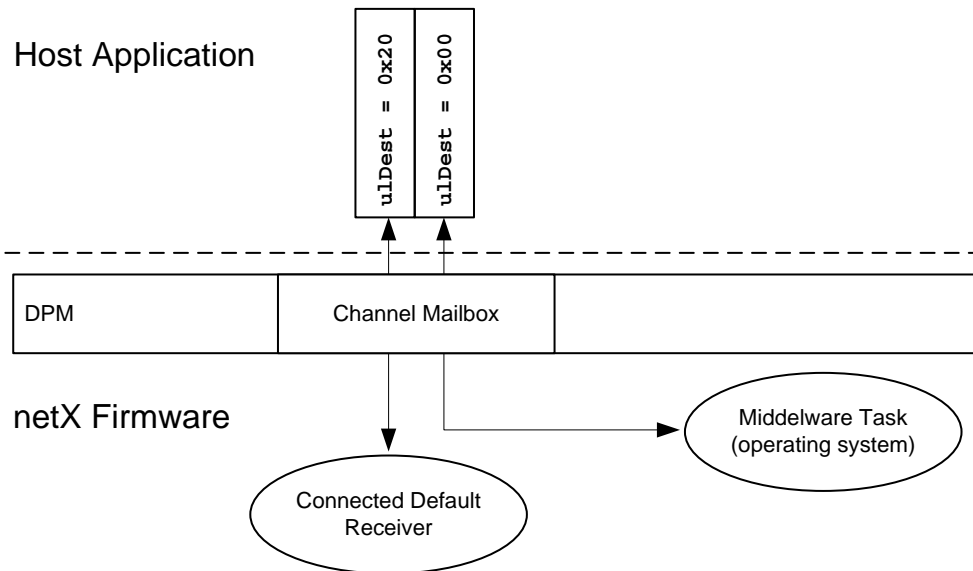 Host Application
ulDest = 0x20
ulDest = 0x00
DPM
Channel Mailbox
netX Firmware
Middelware Task
(operating system)
Connected Default
Receiver